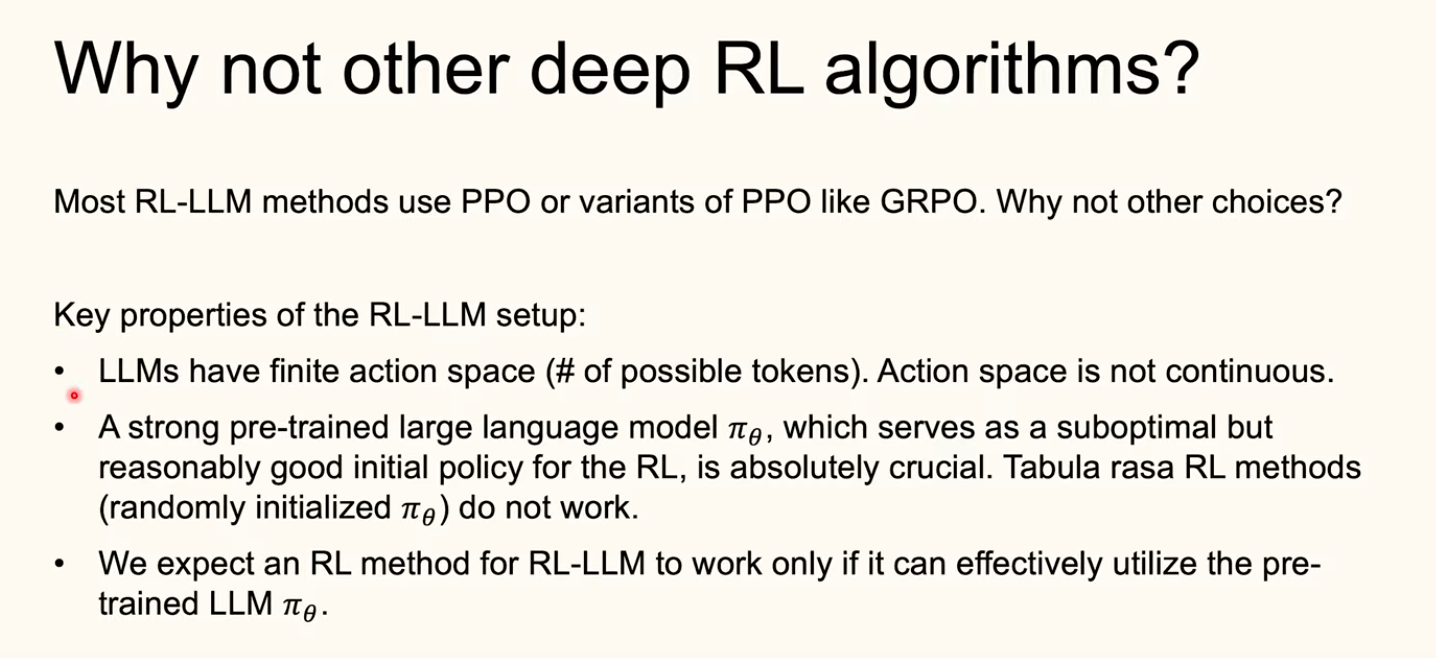 Why not other deep RL algorithms?
Most RL-LLM methods use PPO or variants of PPO like GRPO. Why not other choices?
Key properties of the RL-LLM setup:
• LLMs have finite action space (# of possible tokens). Action space is not continuous.
• A strong pre-trained large language model πθ, which serves as a suboptimal but
reasonably good initial policy for the RL, is absolutely crucial. Tabula rasa RL methods
(randomly initialized πθ) do not work.
• We expect an RL method for RL-LLM to work only if it can effectively utilize the pre-
trained LLM πθ.